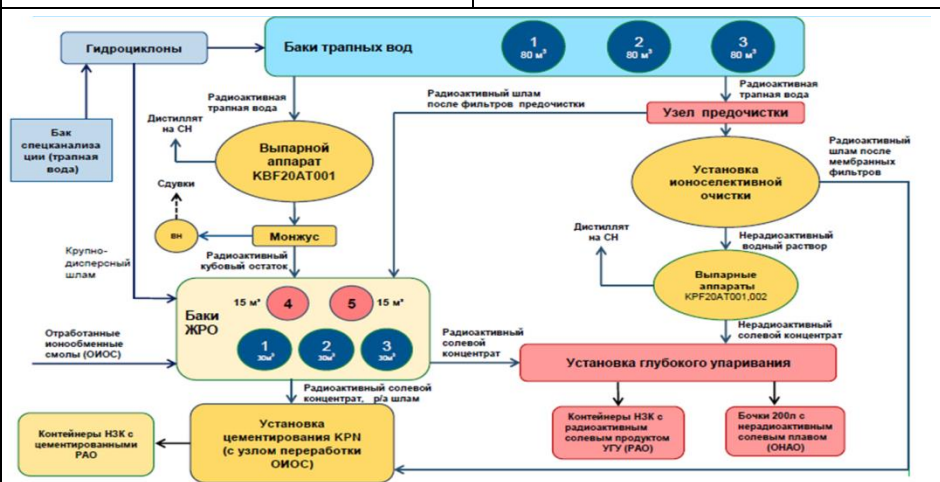 Гидроциклоны
Баки трапных вод
1
80 м³
2
80 м³
3
80 м³
Бак
спецканализа
ции (трапная
вода)
Дистиллят
на СН
Радиоактивная
трапная вода
Радиоактивный шлам
после фильтров предочистки
Радиоактивная
трапная вода
Узел предочистки
Выпарной
аппарат
KBF20AT001
Установка
ионоселективной
очистки
Радиоактивный
шлам после
мембранных
фильтров
Сдувки
ВН
Монжус
Дистиллят
на СН
Нерадиоактивный
водный раствор
Крупно-
дисперсный
шлам
Радиоактивный
кубовый остаток
Выпарные
аппараты
KPF20AT001,002
Баки
ЖРО
15 м³
4
5
15 м³
1
30м³
2
30м³
3
30м³
Отработанные
ионообменные
смолы (ОИОС)
Радиоактивный
солевой
концентрат
Нерадиоактивный
солевой концентрат
Установка глубокого упаривания
Радиоактивный солевой
концентрат, р/а шлам
Контейнеры НЗК с
цементированными
РАО
Установка
цементирования KPN
(с узлом переработки
ОИОС)
Контейнеры НЗК с
радиоактивным
солевым продуктом
УГУ (РАО)
Бочки 200л с
нерадиоактивным
солевым плавом
(ОНАО)